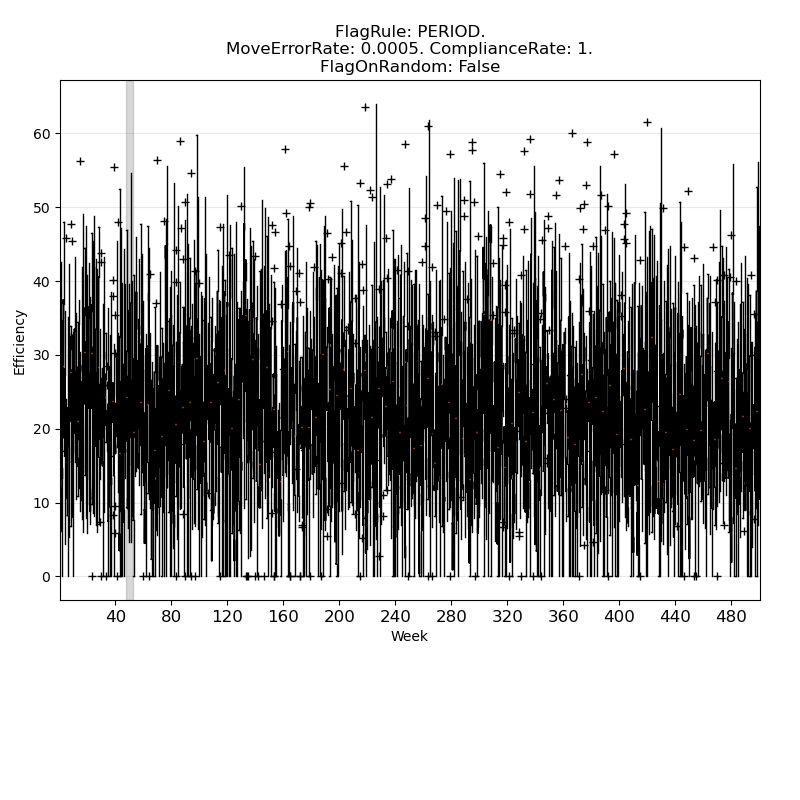 FlagRule: PERIOD.
MoveErrorRate: 0.0005. ComplianceRate: 1.
FlagOnRandom: False
60
50
40
30
20
10
0
Efficiency
40 80 120 160 200 240 280 320 360 400 440 480
Week